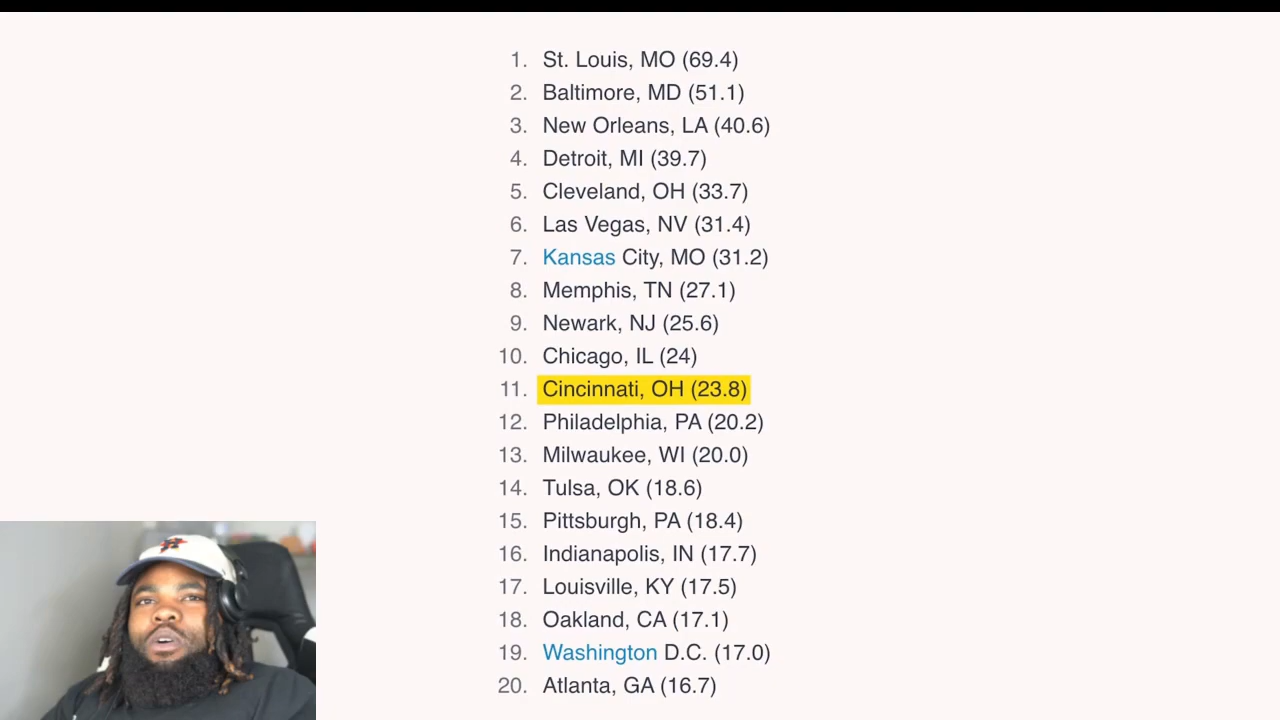 1. St. Louis, MO (69.4)
2. Baltimore, MD (51.1)
3. New Orleans, LA (40.6)
4. Detroit, MI (39.7)
5. Cleveland, OH (33.7)
6. Las Vegas, NV (31.4)
7. Kansas City, MO (31.2)
8. Memphis, TN (27.1)
9. Newark, NJ (25.6)
10. Chicago, IL (24)
11. Cincinnati, OH (23.8)
12. Philadelphia, PA (20.2)
13. Milwaukee, WI (20.0)
14. Tulsa, OK (18.6)
15. Pittsburgh, PA (18.4)
16. Indianapolis, IN (17.7)
17. Louisville, KY (17.5)
18. Oakland, CA (17.1)
19. Washington D.C. (17.0)
20. Atlanta, GA (16.7)